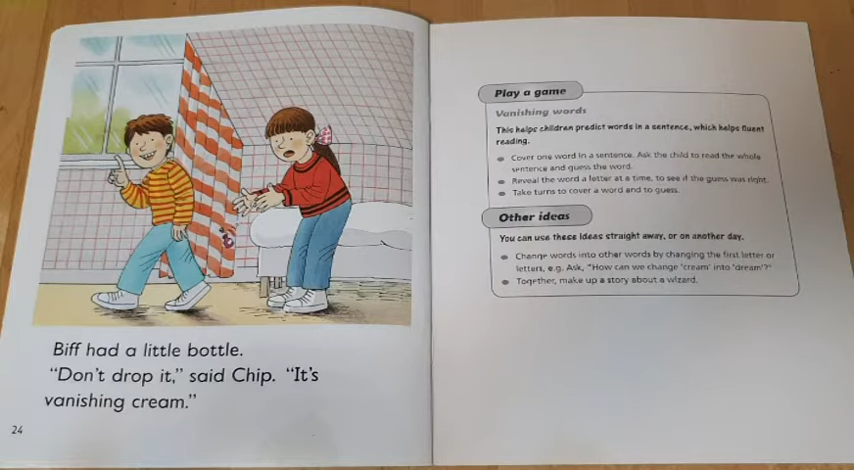 Biff had a little bottle.
"Don't drop it," said Chip. "It's
vanishing cream."
24
Play a game
Vanishing words
This helps children predict words in a sentence, which helps fluent
reading.
Cover one word in a sentence. Ask the child to read the whole
sentence and guess the word.
Reveal the word a letter at a time, to see if the guess was right.
Take turns to cover a word and to guess.
Other ideas
You can use these ideas straight away, or on another day.
Change words into other words by changing the first letter or
letters, e.g. Ask, "How can we change 'cream' into 'dream'?"
Together, make up a story about a wizard.